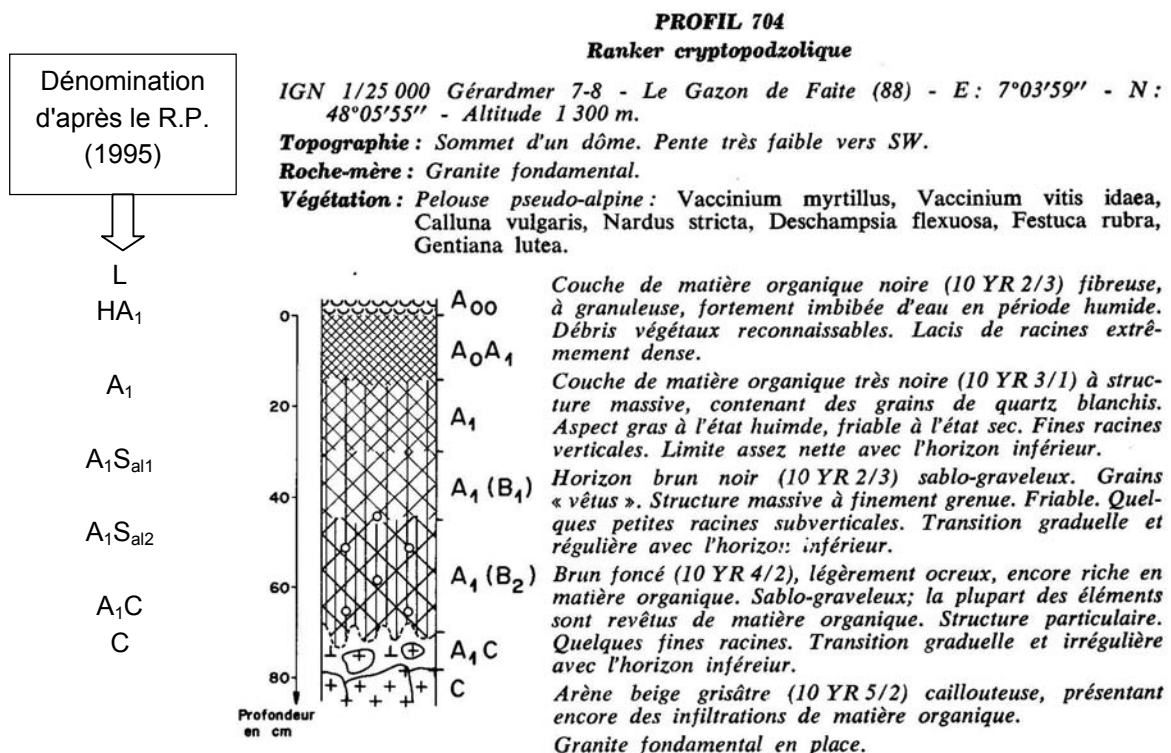 PROFIL 704
Ranker cryptopodzolique
Dénomination
d'après le R.P.
(1995)
IGN 1/25 000 Gérardmer 7-8 - Le Gazon de Faite (88) - E : 7°03'59" - N :
48°05'55" - Altitude 1 300 m.
Topographie : Sommet d'un dôme. Pente très faible vers SW.
Roche-mère : Granite fondamental.
Végétation : Pelouse pseudo-alpine : Vaccinium myrtillus, Vaccinium vitis idaea,
Calluna vulgaris, Nardus stricta, Deschampsia flexuosa, Festuca rubra,
Gentiana lutea.
L
HA1
A1
A1Sal1
A1Sal2
A1C
C
0
20
40
60
80
Profondeur
en cm
A00
A0A1
A1
A1 (B1)
A1 (B2)
A1 C
C
Couche de matière organique noire (10 YR 2/3) fibreuse,
à granuleuse, fortement imbibée d'eau en période humide.
Débris végétaux reconnaissables. Lacis de racines extrê-
mement dense.
Couche de matière organique très noire (10 YR 3/1) à struc-
ture massive, contenant des grains de quartz blanchis.
Aspect gras à l'état huimde, friable à l'état sec. Fines racines
verticales. Limite assez nette avec l'horizon inférieur.
Horizon brun noir (10 YR 2/3) sablo-graveleux. Grains
« vêtus ». Structure massive à finement grenue. Friable. Quel-
ques petites racines subverticales. Transition graduelle et
régulière avec l'horizon inférieur.
Brun foncé (10 YR 4/2), légèrement ocreux, encore riche en
matière organique. Sablo-graveleux; la plupart des éléments
sont revêtus de matière organique. Structure particulaire.
Quelques fines racines. Transition graduelle et irrégulière
avec l'horizon inféreiur.
Arène beige grisâtre (10 YR 5/2) caillouteuse, présentant
encore des infiltrations de matière organique.
Granite fondamental en place.